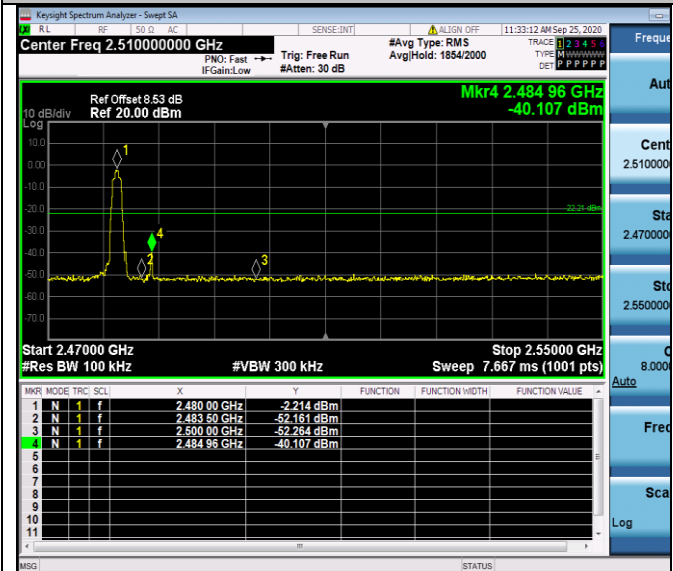 Keysight Spectrum Analyzer - Swept SA
RL RF 50 Ω AC SENSE:INT ALIGN OFF 11:33:12 AM Sep 25, 2020
Center Freq 2.510000000 GHz
PNO: Fast
IFGain:Low
Trig: Free Run
#Atten: 30 dB
#Avg Type: RMS
Avg|Hold: 1854/2000
TRACE 1 2 3 4 5 6
TYPE M W W W W W
DET P P P P P P
Mkr4 2.484 96 GHz
-40.107 dBm
Ref Offset 8.53 dB
10 dB/div Ref 20.00 dBm
Log
10.0
0.00
-10.0
-20.0
-30.0
-40.0
-50.0
-60.0
-70.0
1
2
3
4
-22.21 dBm
Start 2.47000 GHz Stop 2.55000 GHz
#Res BW 100 kHz #VBW 300 kHz Sweep 7.667 ms (1001 pts)
MKR MODE TRC SCL X Y FUNCTION FUNCTION WIDTH FUNCTION VALUE
1 N 1 f 2.480 00 GHz -2.214 dBm
2 N 1 f 2.483 50 GHz -52.161 dBm
3 N 1 f 2.500 00 GHz -52.264 dBm
4 N 1 f 2.484 96 GHz -40.107 dBm
5
6
7
8
9
10
11
MSG STATUS
Freque
Aut
Cent
2.510000
Sta
2.470000
Sto
2.550000
C
8.0000
Auto
Freq
Sca
Log